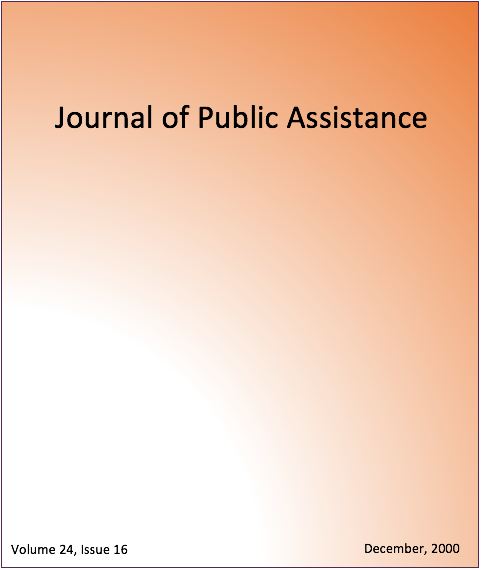 Journal of Public Assistance
Volume 24, Issue 16
December, 2000